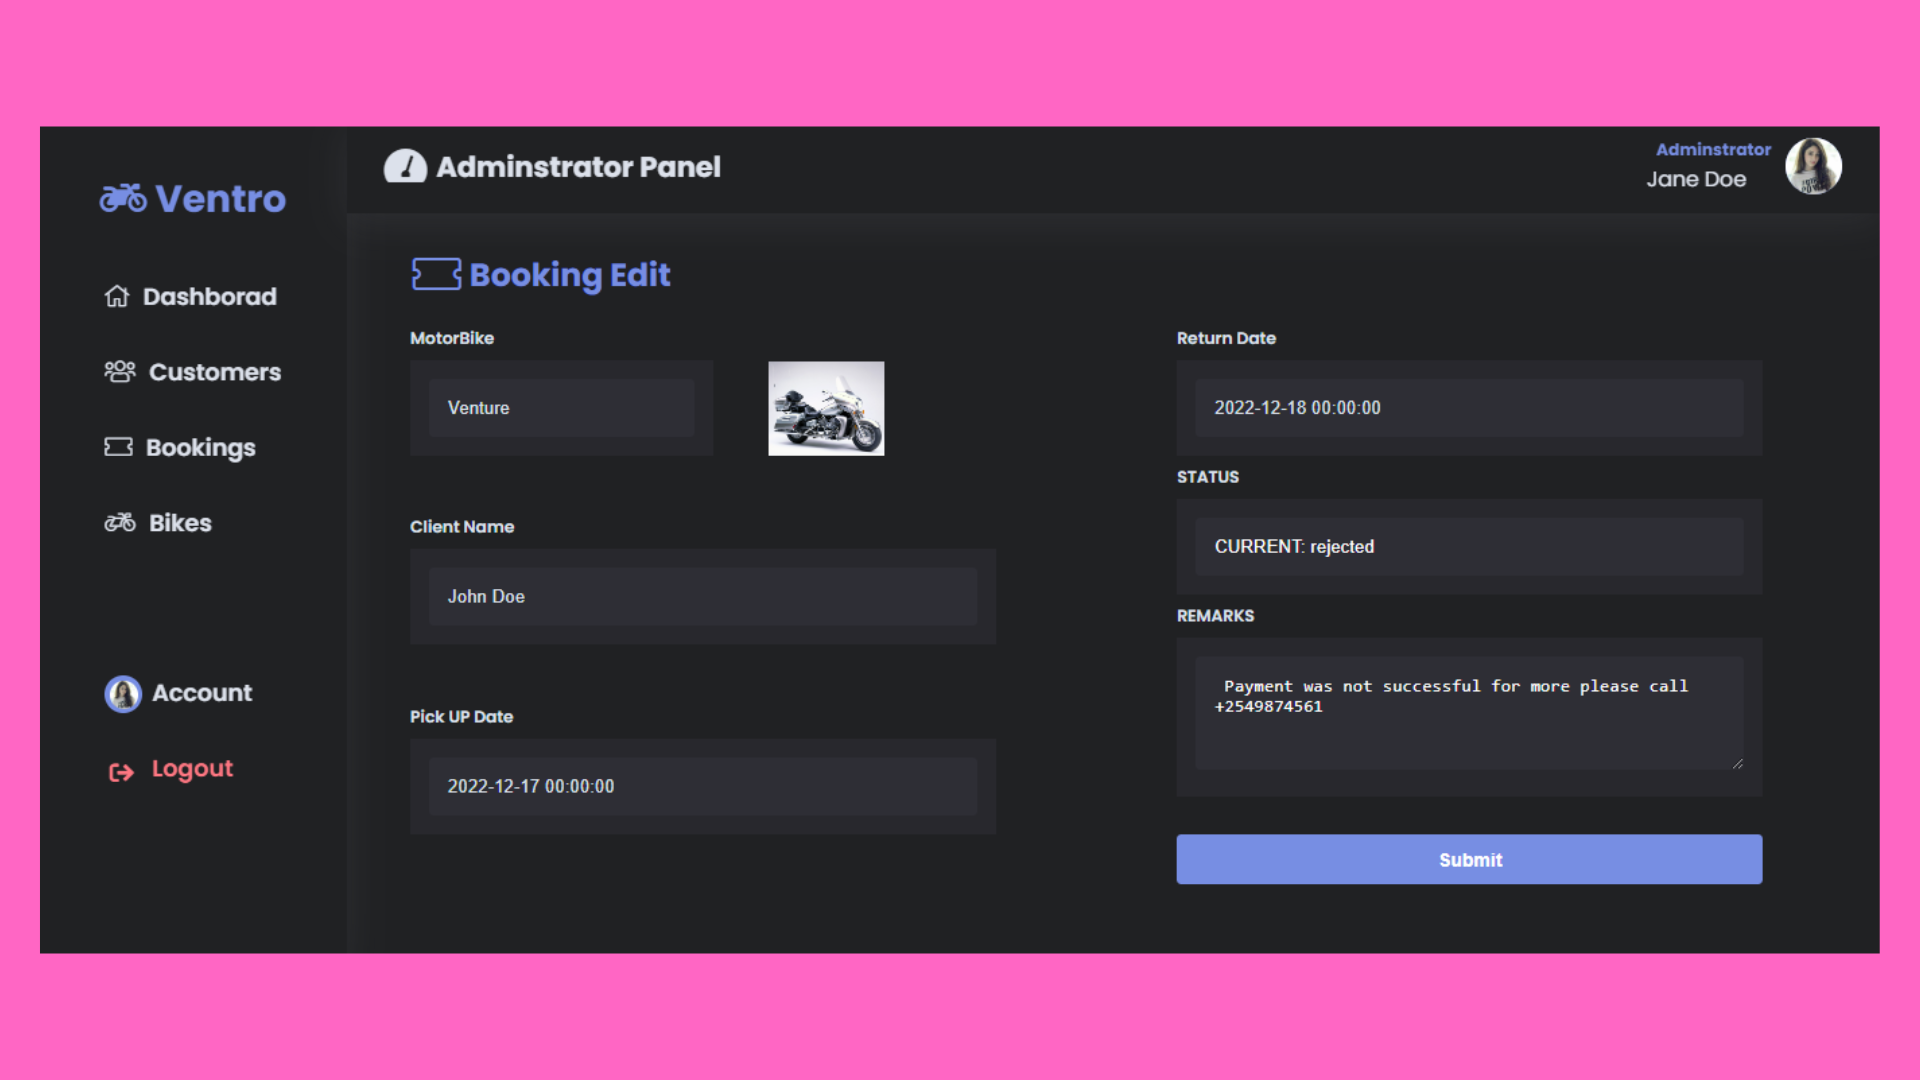 Ventro
Dashborad
Customers
Bookings
Bikes
Account
Logout
Adminstrator Panel
Adminstrator
Jane Doe
Booking Edit
MotorBike
Venture
Client Name
John Doe
Pick UP Date
2022-12-17 00:00:00
Return Date
2022-12-18 00:00:00
STATUS
CURRENT: rejected
REMARKS
Payment was not successful for more please call
+2549874561
Submit